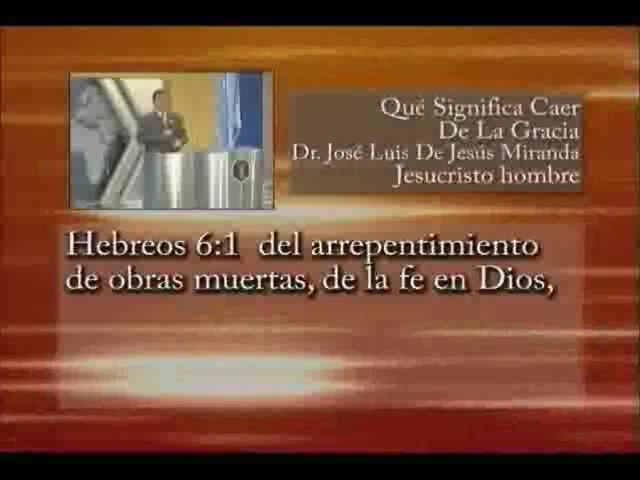 Qué Significa Caer
De La Gracia
Dr. José Luis De Jesús Miranda
Jesucristo hombre
Hebreos 6:1 del arrepentimiento
de obras muertas, de la fe en Dios,